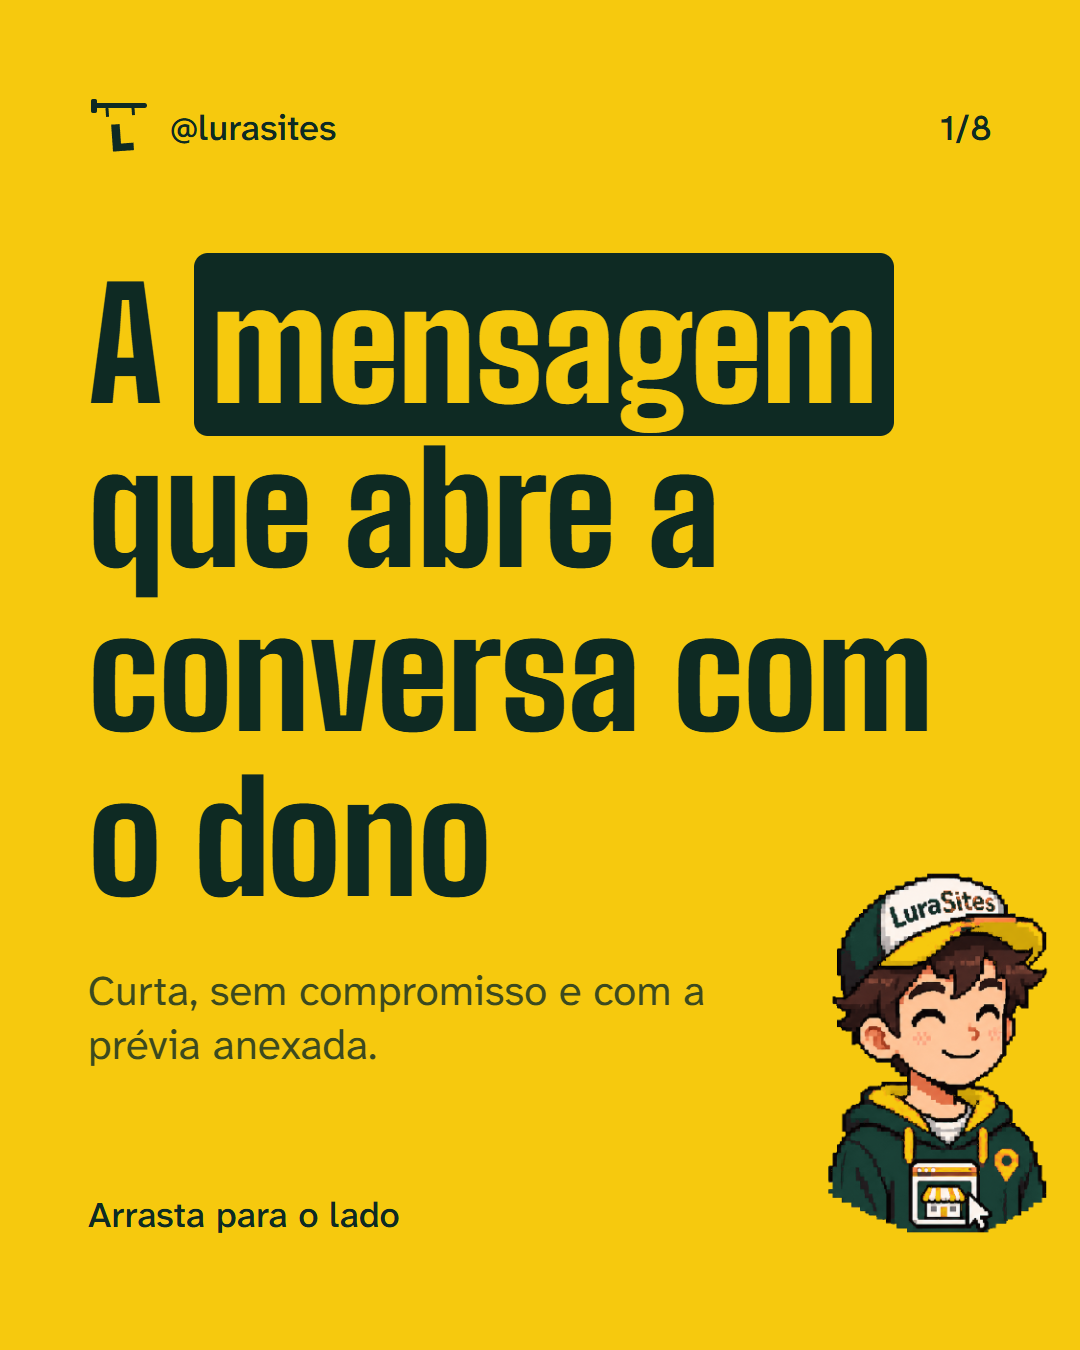 @lurasites
1/8
A mensagem
que abre a
conversa com
o dono
LuraSites
Curta, sem compromisso e com a
prévia anexada.
Arrasta para o lado